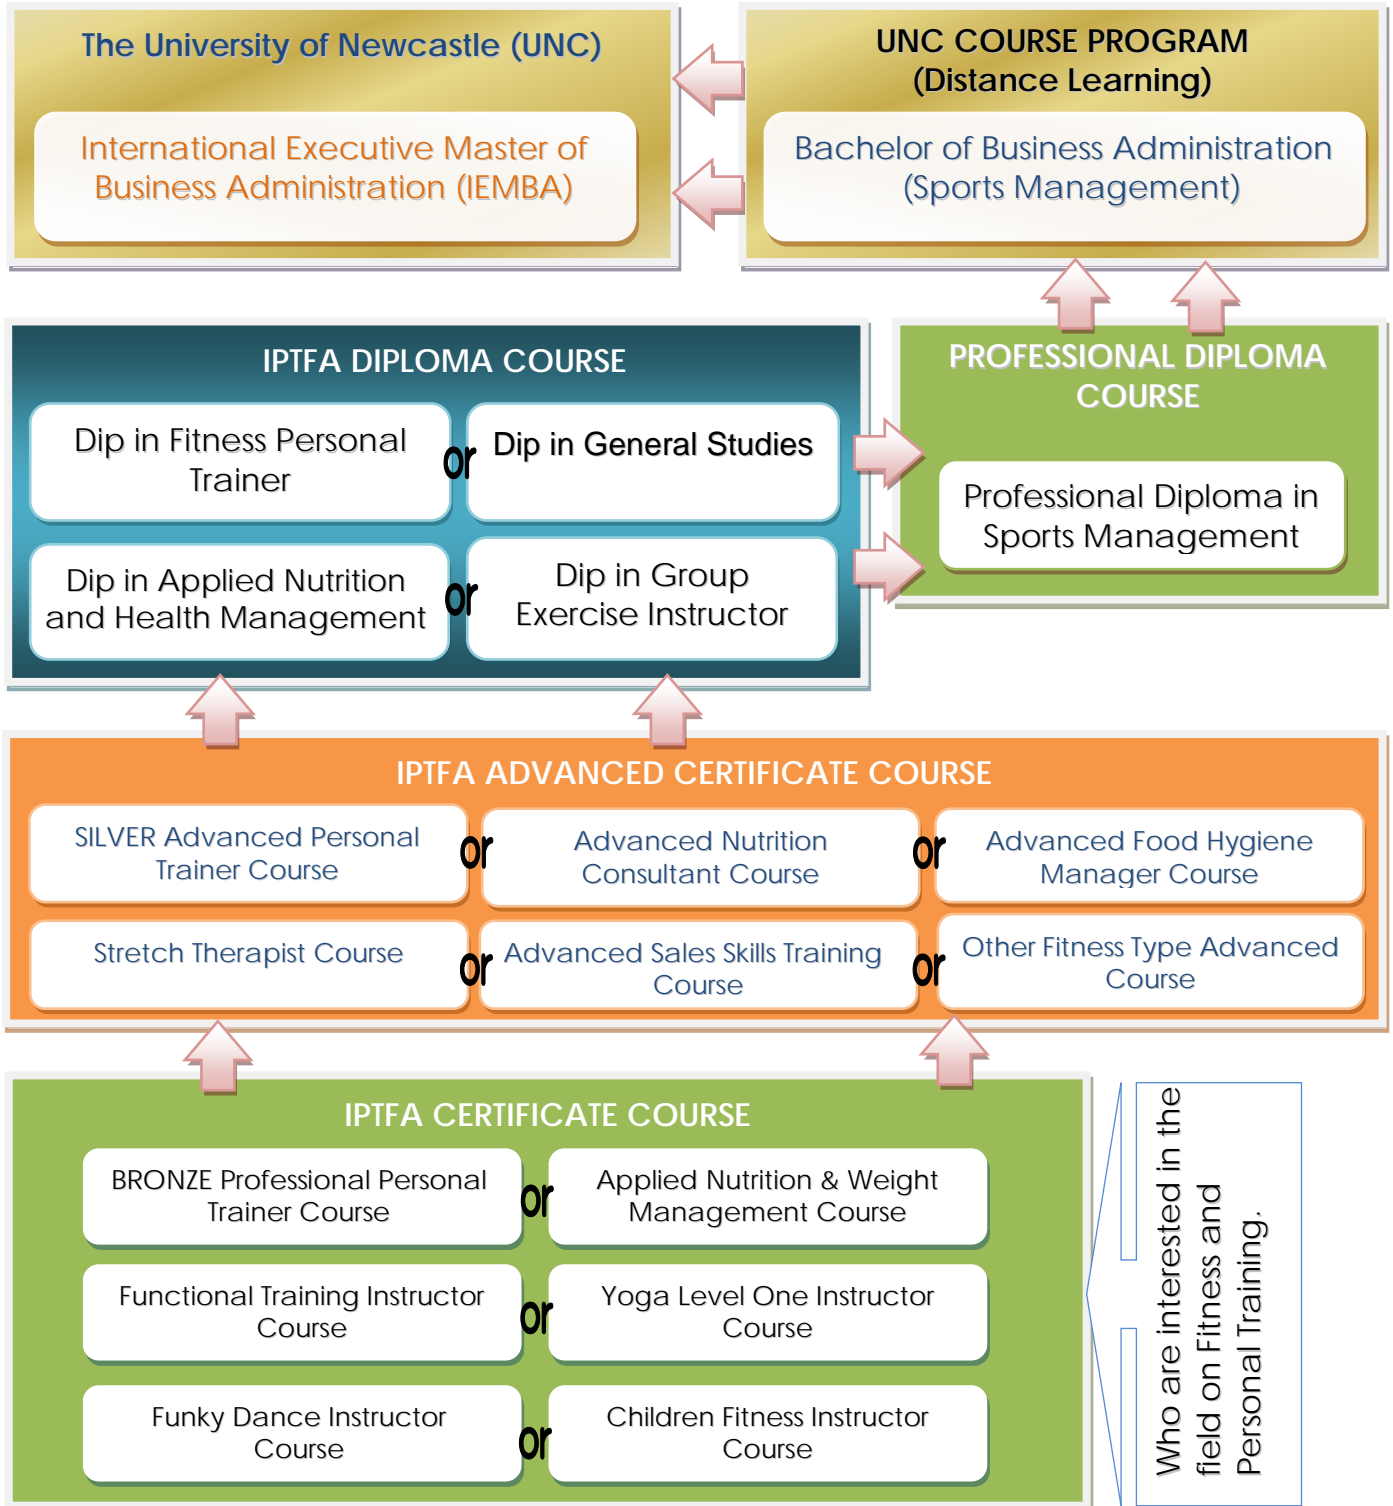 The University of Newcastle (UNC)
International Executive Master of
Business Administration (IEMBA)
UNC COURSE PROGRAM
(Distance Learning)
Bachelor of Business Administration
(Sports Management)
IPTFA DIPLOMA COURSE
Dip in Fitness Personal
Trainer
or
Dip in General Studies
Dip in Applied Nutrition
and Health Management
or
Dip in Group
Exercise Instructor
PROFESSIONAL DIPLOMA
COURSE
Professional Diploma in
Sports Management
IPTFA ADVANCED CERTIFICATE COURSE
SILVER Advanced Personal
Trainer Course
or
Advanced Nutrition
Consultant Course
or
Advanced Food Hygiene
Manager Course
Stretch Therapist Course
or
Advanced Sales Skills Training
Course
or
Other Fitness Type Advanced
Course
IPTFA CERTIFICATE COURSE
BRONZE Professional Personal
Trainer Course
or
Applied Nutrition & Weight
Management Course
Functional Training Instructor
Course
or
Yoga Level One Instructor
Course
Funky Dance Instructor
Course
or
Children Fitness Instructor
Course
Who are interested in the
field on Fitness and
Personal Training.